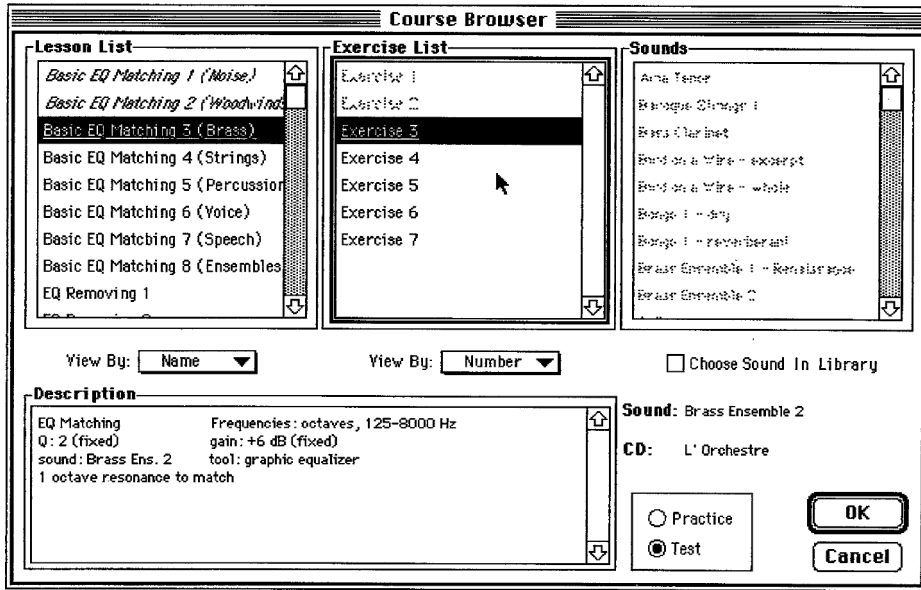 Course Browser
Lesson List
Basic EQ Matching 1 (Noise,)
Basic EQ Matching 2 (Woodwinds
Basic EQ Matching 3 (Brass)
Basic EQ Matching 4 (Strings)
Basic EQ Matching 5 (Percussion
Basic EQ Matching 6 (Voice)
Basic EQ Matching 7 (Speech)
Basic EQ Matching 8 (Ensembles
EQ Removing 1
View By: Name
Exercise List
Exercise 1
Exercise 2
Exercise 3
Exercise 4
Exercise 5
Exercise 6
Exercise 7
View By: Number
Sounds
Tenor
Baroque Strings 1
Bass Clarinet
Bird on a Wire - excerpt
Bird on a Wire - whole
Bongo 1 - dry
Bongo 1 - reverberant
Brass Ensemble 1 - Renaissance
Brass Ensemble 2
Choose Sound In Library
Description
EQ Matching Frequencies: octaves, 125-8000 Hz
Q: 2 (fixed) gain: +6 dB (fixed)
sound: Brass Ens. 2 tool: graphic equalizer
1 octave resonance to match
Sound: Brass Ensemble 2
CD: L' Orchestre
Practice
Test
OK
Cancel